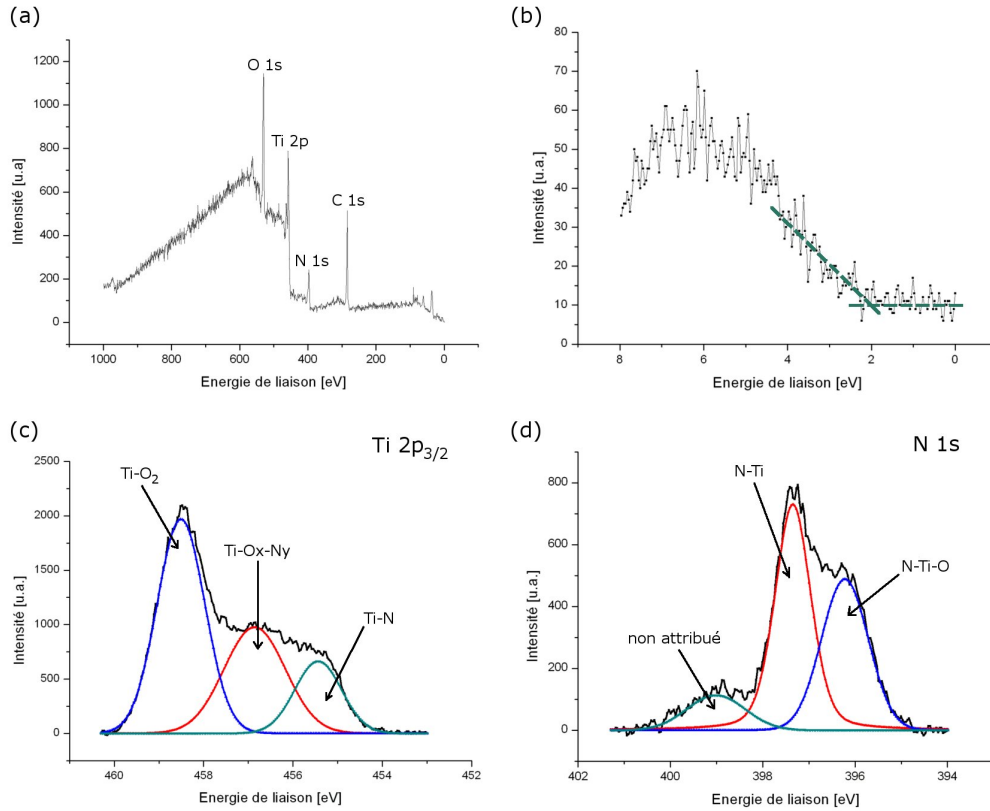 (a)
1200
1000
800
600
400
200
0
Intensité [u.a]
O 1s
Ti 2p
C 1s
N 1s
1000 800 600 400 200 0
Energie de liaison [eV]
(b)
80
70
60
50
40
30
20
10
0
Intensité [u.a.]
8 6 4 2 0
Energie de liaison [eV]
(c)
Ti 2p3/2
2500
2000
1500
1000
500
0
Intensité [u.a.]
Ti-O2
Ti-Ox-Ny
Ti-N
460 458 456 454 452
Energie de liaison [eV]
(d)
N 1s
800
600
400
200
0
Intensité [u.a.]
N-Ti
N-Ti-O
non attribué
402 400 398 396 394
Energie de liaison [eV]